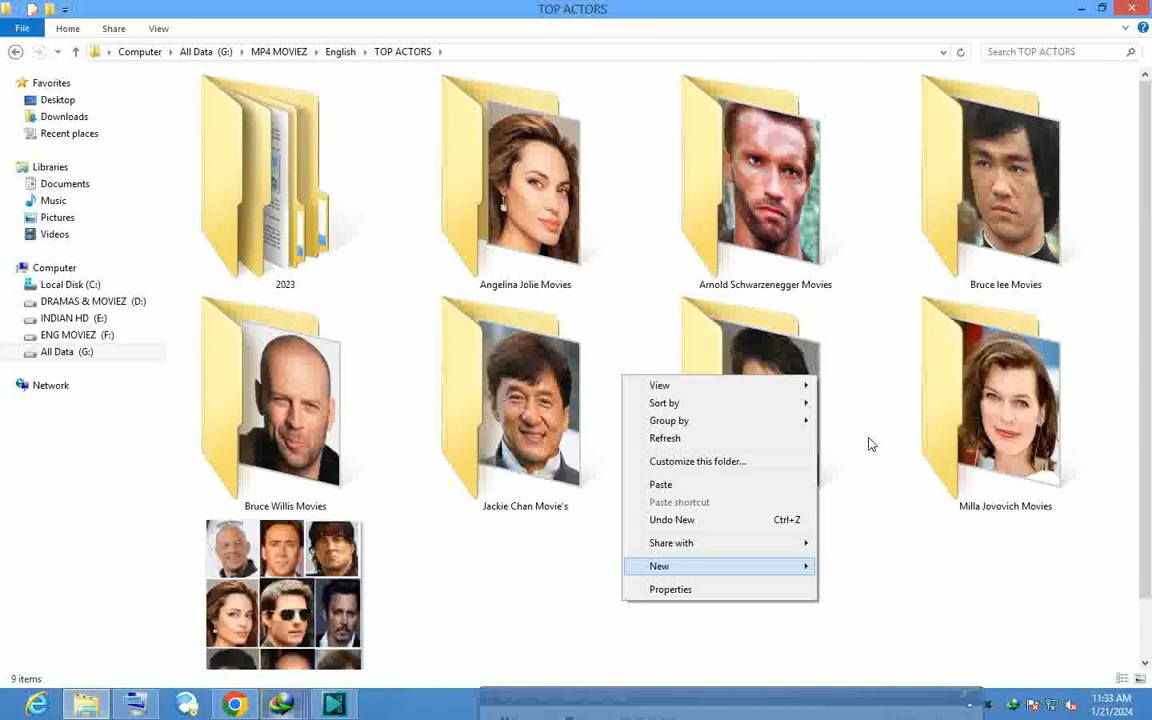 TOP ACTORS
File Home Share View
Computer All Data (G:) MP4 MOVIEZ English TOP ACTORS
Search TOP ACTORS
Favorites
Desktop
Downloads
Recent places
Libraries
Documents
Music
Pictures
Videos
Computer
Local Disk (C:)
DRAMAS & MOVIEZ (D:)
INDIAN HD (E:)
ENG MOVIEZ (F:)
All Data (G:)
Network
2023
Angelina Jolie Movies
Arnold Schwarzenegger Movies
Bruce lee Movies
Bruce Willis Movies
Jackie Chan Movie's
Milla Jovovich Movies
View
Sort by
Group by
Refresh
Customize this folder...
Paste
Paste shortcut
Undo New Ctrl+Z
Share with
New
Properties
9 items
11:33 AM
1/21/2024